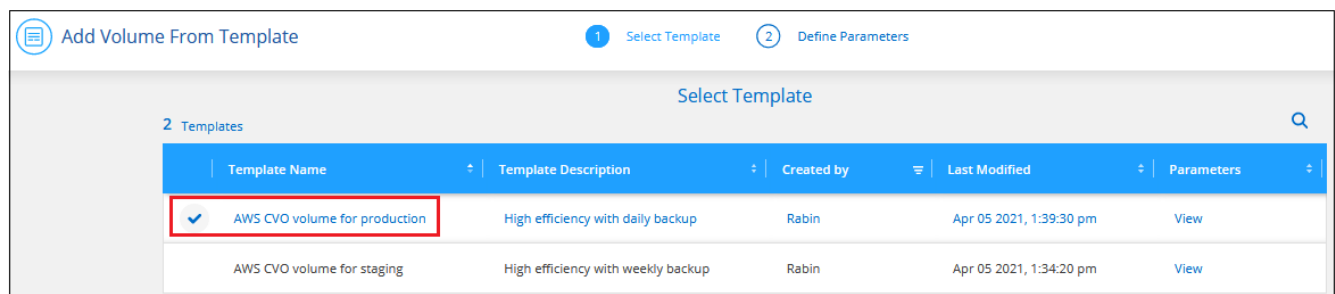 Add Volume From Template
1 Select Template 2 Define Parameters
Select Template
2 Templates
Template Name Template Description Created by Last Modified Parameters
AWS CVO volume for production High efficiency with daily backup Rabin Apr 05 2021, 1:39:30 pm View
AWS CVO volume for staging High efficiency with weekly backup Rabin Apr 05 2021, 1:34:20 pm View